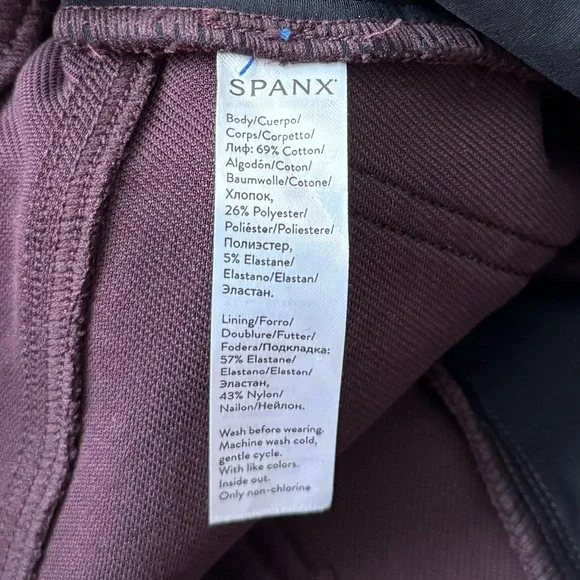 SPANX
Body/Cuerpo/
Corps/Corpetto/
Лиф: 69% Cotton/
Algodón/Coton/
Baumwolle/Cotone/
Хлопок,
26% Polyester/
Poliéster/Poliestere/
Полиэстер,
5% Elastane/
Elastano/Elastan/
Эластан.
Lining/Forro/
Doublure/Futter/
Fodera/Подкладка:
57% Elastane/
Elastano/Elastan/
Эластан,
43% Nylon/
Nailon/Нейлон.
Wash before wearing.
Machine wash cold,
gentle cycle.
With like colors.
Inside out.
Only non-chlorine